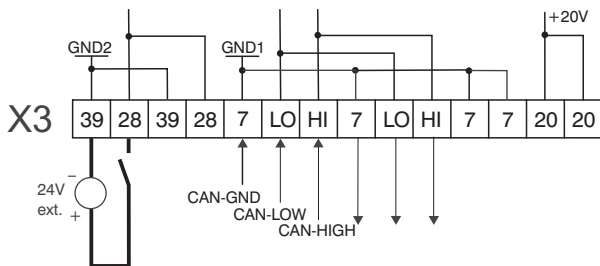 +20V
GND2 GND1
X3 39 28 39 28 7 LO HI 7 LO HI 7 7 20 20
24V
ext.
−
+
CAN-GND
CAN-LOW
CAN-HIGH